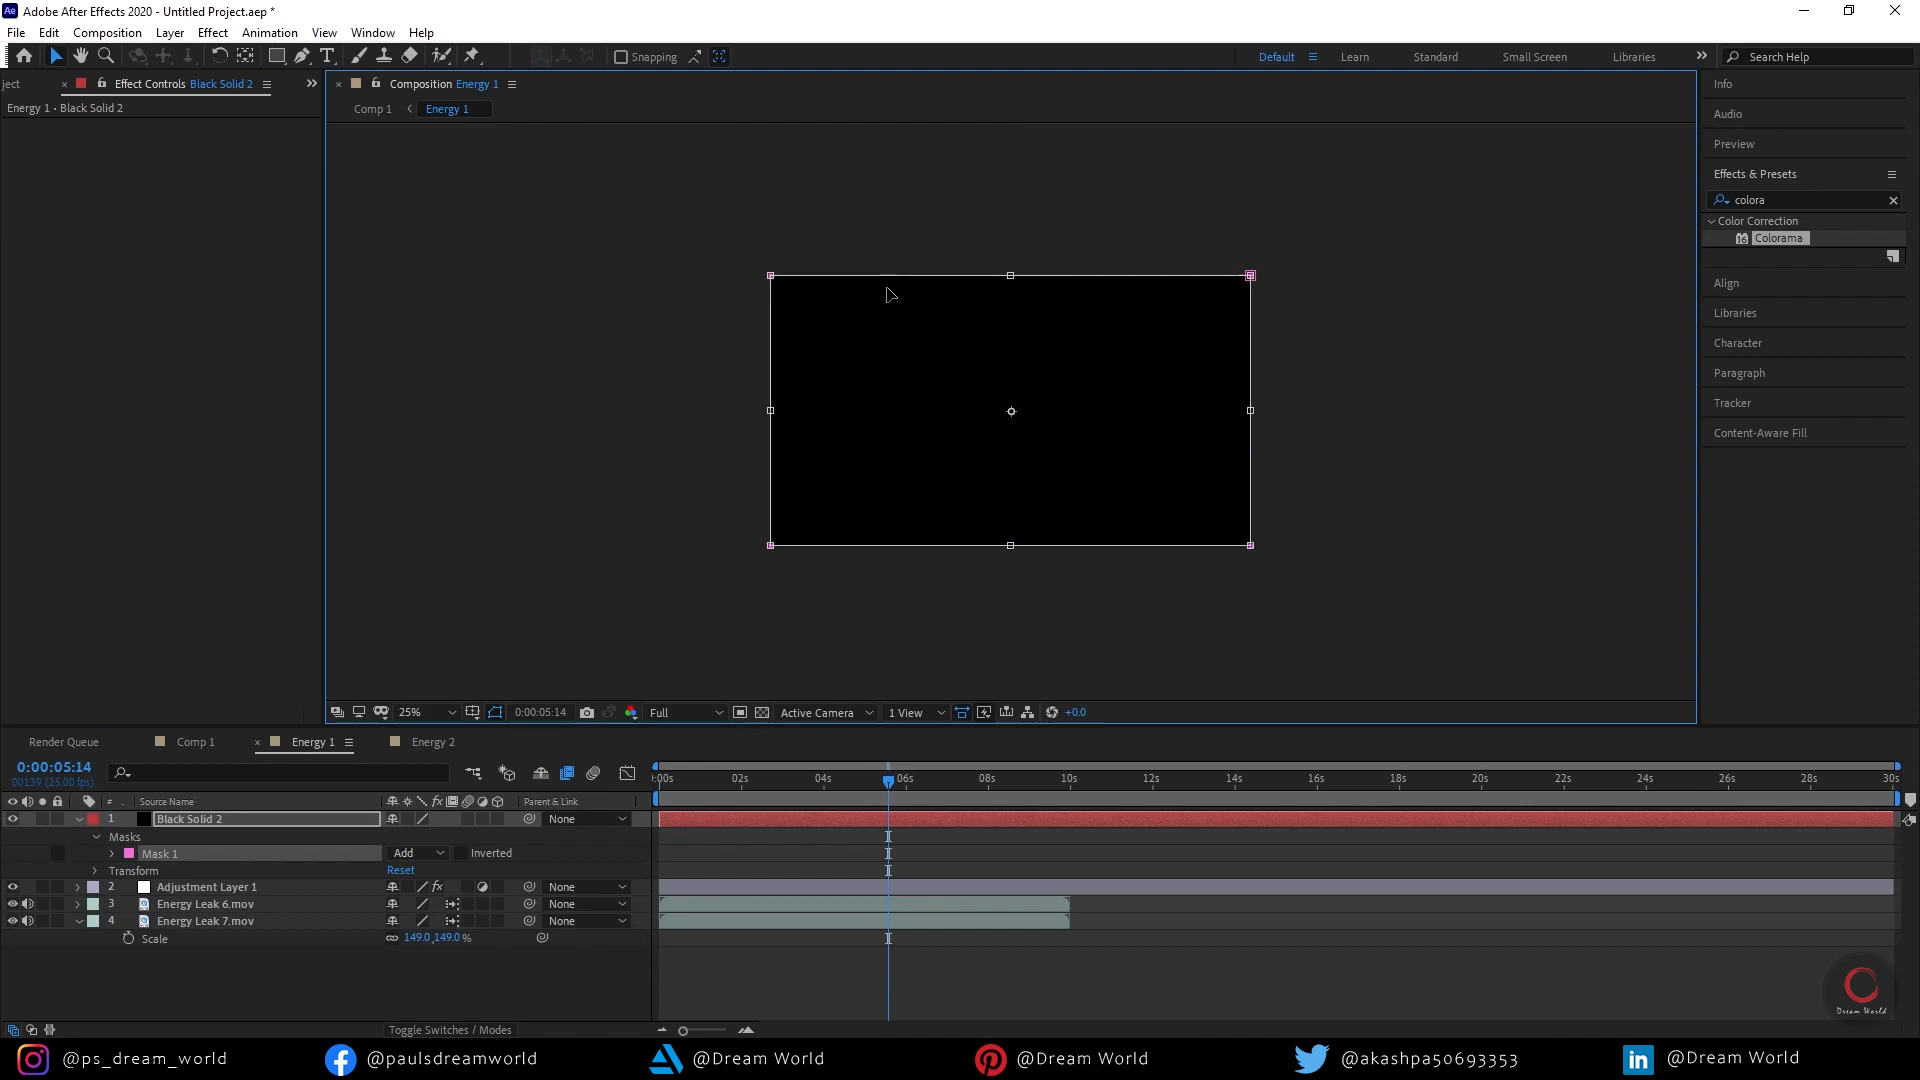 Ae Adobe After Effects 2020 - Untitled Project.aep *
File Edit Composition Layer Effect Animation View Window Help
Snapping Default Learn Standard Small Screen Libraries Search Help
ject Effect Controls Black Solid 2
Composition Energy 1
Energy 1 • Black Solid 2
Comp 1 Energy 1
Info
Audio
Preview
Effects & Presets
colora
Color Correction
16 Colorama
Align
Libraries
Character
Paragraph
Tracker
Content-Aware Fill
25% 0:00:05:14 Full Active Camera 1 View +0.0
Render Queue Comp 1 Energy 1 Energy 2
0:00:05:14
00139 (25.00 fps)
):00s 02s 04s 06s 08s 10s 12s 14s 16s 18s 20s 22s 24s 26s 28s 30s
# . Source Name fx Parent & Link
1 Black Solid 2 None
Masks
Mask 1 Add Inverted
Transform Reset
2 Adjustment Layer 1 fx None
3 Energy Leak 6.mov None
4 Energy Leak 7.mov None
Scale 149.0,149.0 %
Dream World
Toggle Switches / Modes
@ps_dream_world @paulsdreamworld @Dream World @Dream World @akashpa50693353 in @Dream World